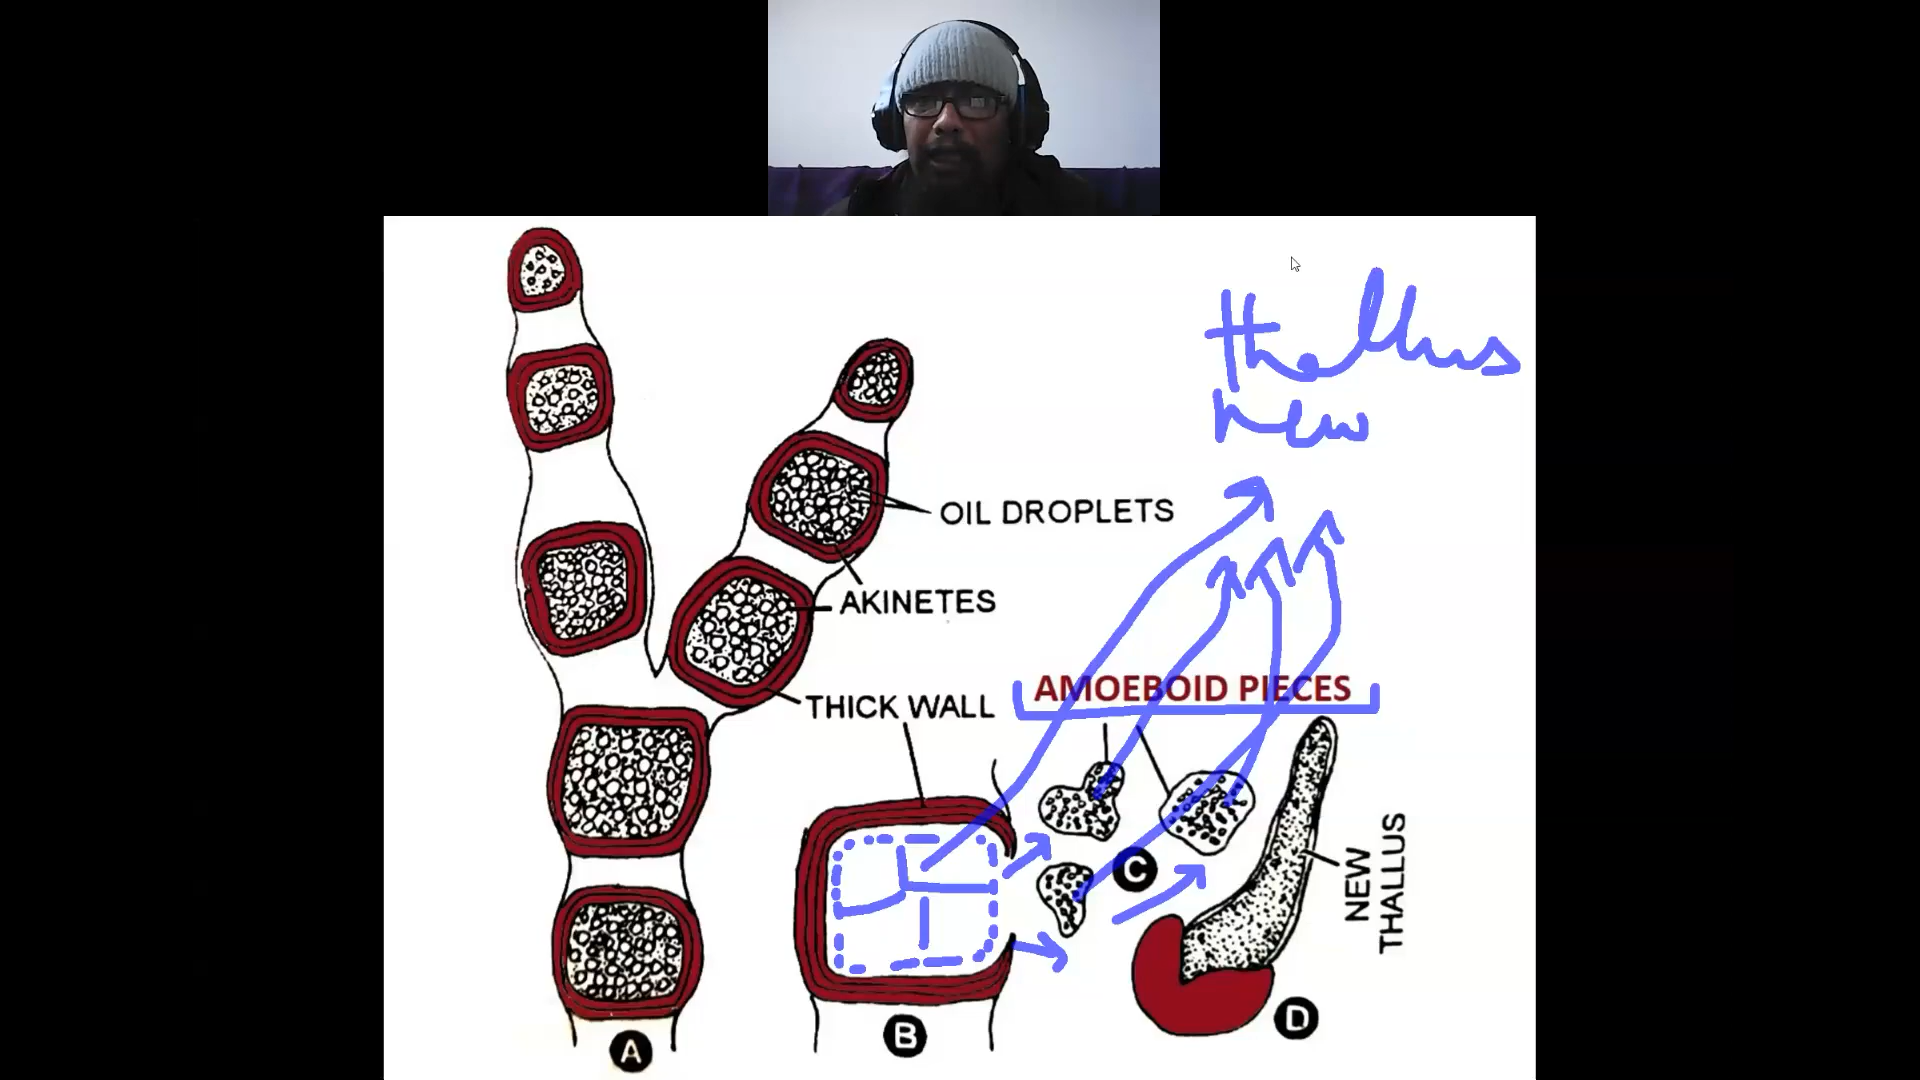 thallus
new
OIL DROPLETS
AKINETES
AMOEBOID PIECES
THICK WALL
NEW
THALLUS
C
A
B
D